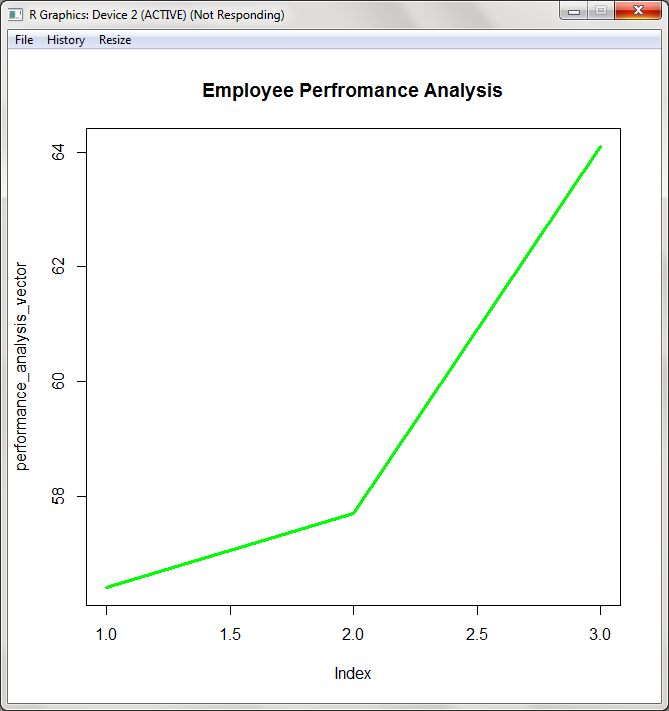 R Graphics: Device 2 (ACTIVE) (Not Responding)
File History Resize
Employee Perfromance Analysis
performance_analysis_vector
64
62
60
58
1.0 1.5 2.0 2.5 3.0
Index